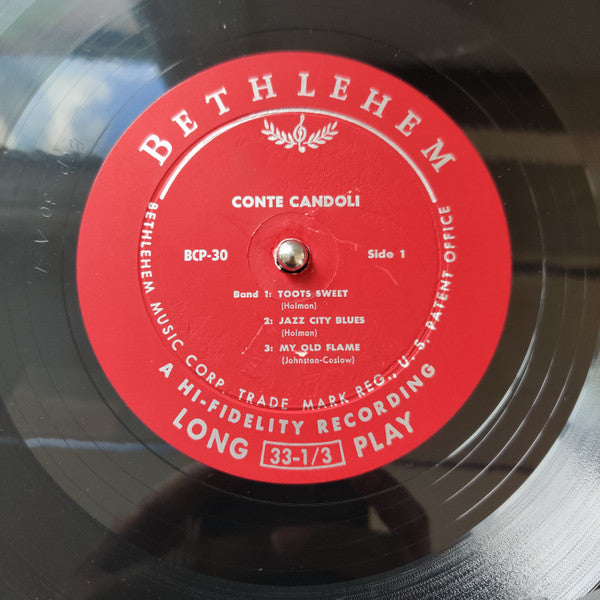 BETHLEHEM
CONTE CANDOLI
BCP-30
Side 1
Band 1: TOOTS SWEET
(Holman)
2: JAZZ CITY BLUES
(Holman)
3: MY OLD FLAME
(Johnston-Coslow)
BETHLEHEM MUSIC CORP. TRADE MARK REG., U. S. PATENT OFFICE
A HI-FIDELITY RECORDING
LONG 33-1/3 PLAY